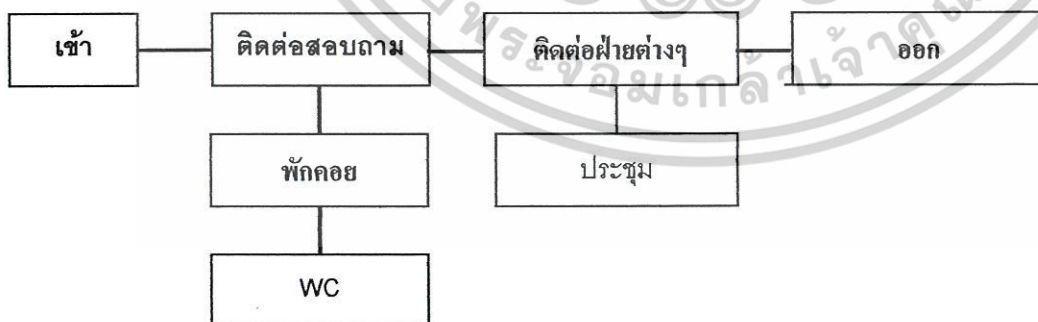 เข้า
ติดต่อสอบถาม
ติดต่อฝ่ายต่างๆ
ออก
พักคอย
ประชุม
WC